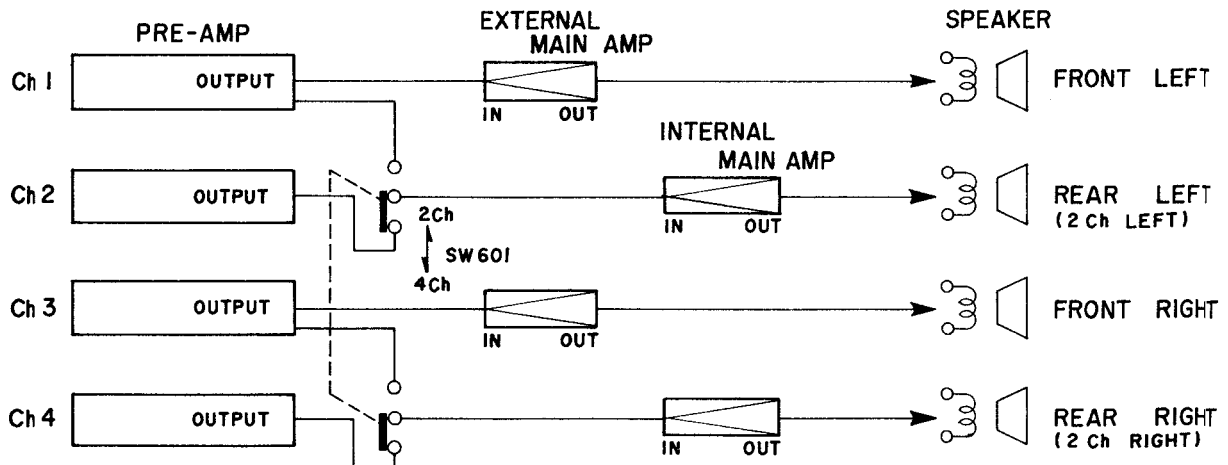 PRE-AMP
EXTERNAL
MAIN AMP
SPEAKER
Ch 1
OUTPUT
IN OUT
FRONT LEFT
INTERNAL
MAIN AMP
Ch 2
OUTPUT
2Ch
SW601
4Ch
IN OUT
REAR LEFT
(2 Ch LEFT)
Ch 3
OUTPUT
IN OUT
FRONT RIGHT
Ch 4
OUTPUT
IN OUT
REAR RIGHT
(2 Ch RIGHT)